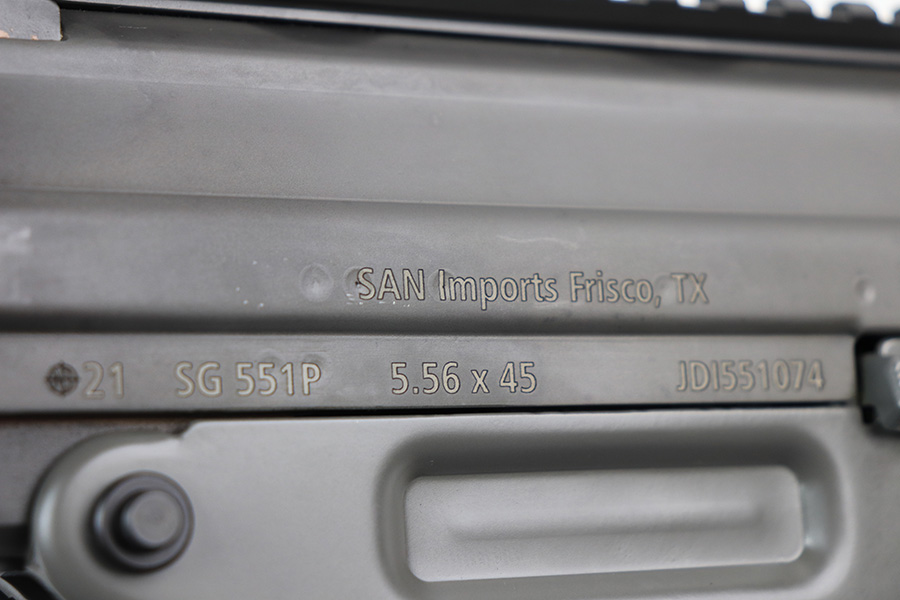 SAN Imports Frisco, TX
21 SG 551P 5.56 x 45 JDI551074